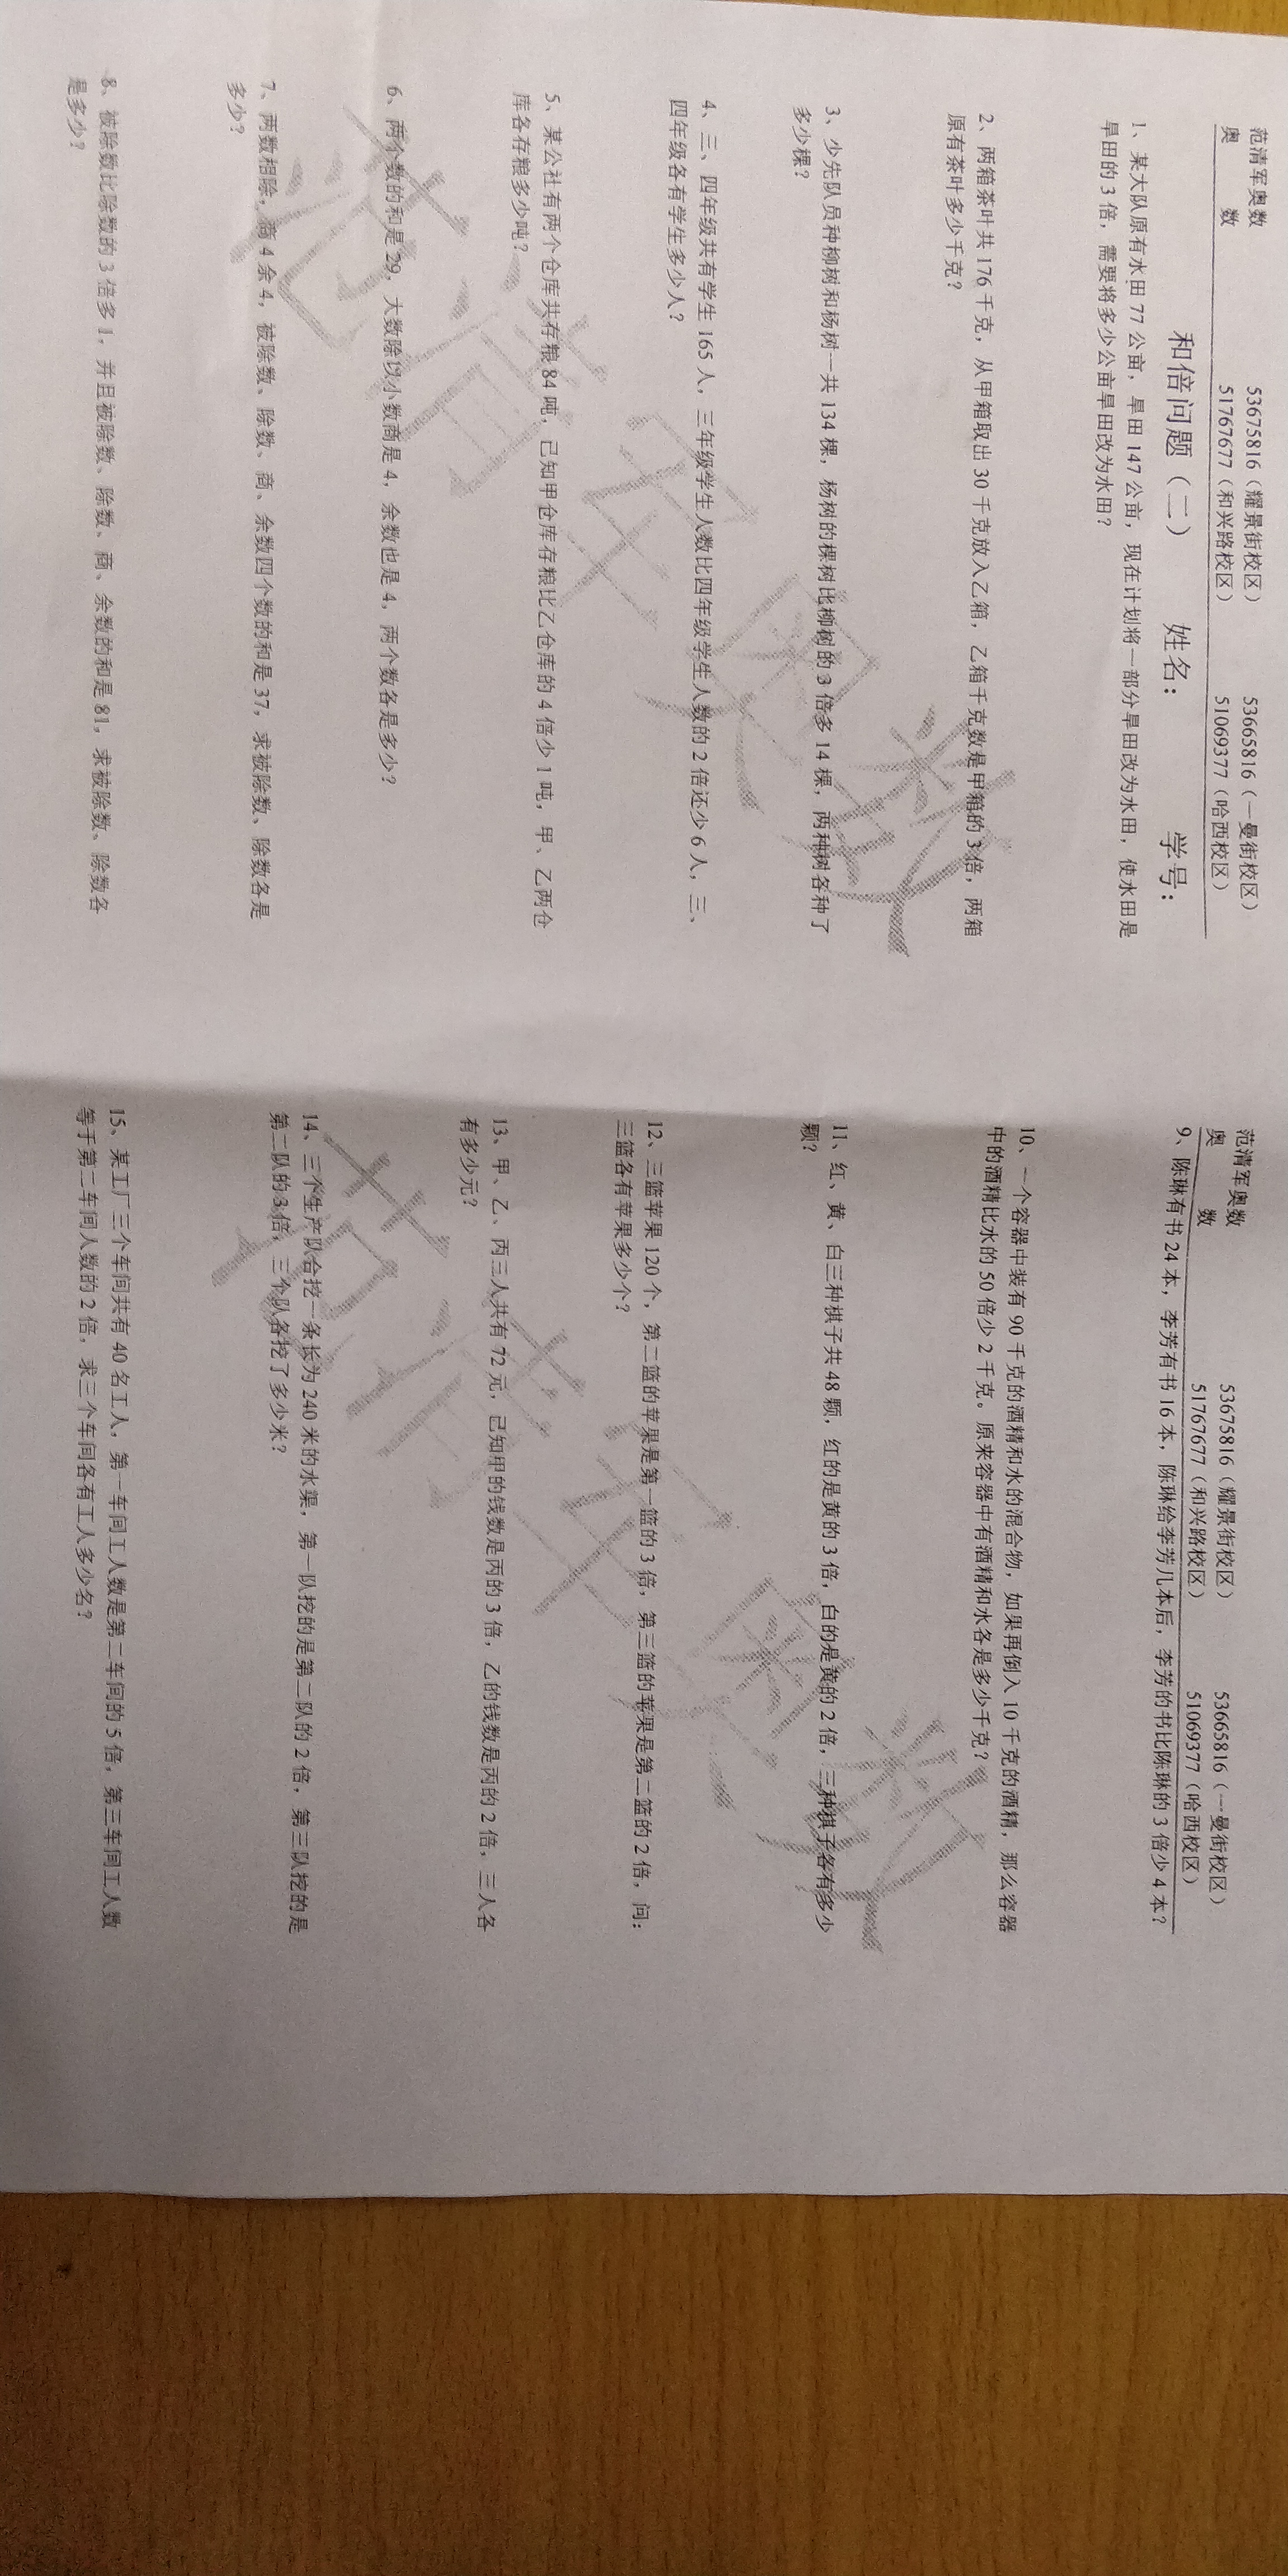 范清军奥数 53675816（耀景街校区） 53665816（一曼街校区）
奥 数 51767677（和兴路校区） 51069377（哈西校区）
和倍问题（二） 姓名： 学号：
1、某大队原有水田 77 公亩，旱田 147 公亩，现在计划将一部分旱田改为水田，使水田是
旱田的 3 倍，需要将多少公亩旱田改为水田？
2、两箱茶叶共 176 千克，从甲箱取出 30 千克放入乙箱，乙箱千克数是甲箱的 3 倍，两箱
原有茶叶多少千克？
3、少先队员种柳树和杨树一共 134 棵，杨树的棵树比柳树的 3 倍多 14 棵，两种树各种了
多少棵？
4、三、四年级共有学生 165 人，三年级学生人数比四年级学生人数的 2 倍还少 6 人，三、
四年级各有学生多少人？
5、某公社有两个仓库共存粮 84 吨，已知甲仓库存粮比乙仓库的 4 倍少 1 吨，甲、乙两仓
库各存粮多少吨？
6、两个数的和是 29，大数除以小数商是 4，余数也是 4，两个数各是多少？
7、两数相除，商 4 余 4，被除数、除数、商、余数四个数的和是 37，求被除数、除数各是
多少？
8、被除数比除数的 3 倍多 1，并且被除数、除数、商、余数的和是 81，求被除数、除数各
是多少？
范清军奥数 53675816（耀景街校区） 53665816（一曼街校区）
奥 数 51767677（和兴路校区） 51069377（哈西校区）
9、陈琳有书 24 本，李芳有书 16 本，陈琳给李芳几本后，李芳的书比陈琳的 3 倍少 4 本？
10、一个容器中装有 90 千克的酒精和水的混合物，如果再倒入 10 千克的酒精，那么容器
中的酒精比水的 50 倍少 2 千克。原来容器中有酒精和水各是多少千克？
11、红、黄、白三种棋子共 48 颗，红的是黄的 3 倍，白的是黄的 2 倍，三种棋子各有多少
颗？
12、三篮苹果 120 个，第二篮的苹果是第一篮的 3 倍，第三篮的苹果是第二篮的 2 倍，问：
三篮各有苹果多少个？
13、甲、乙、丙三人共有 72 元，已知甲的钱数是丙的 3 倍，乙的钱数是丙的 2 倍，三人各
有多少元？
14、三个生产队合挖一条长为 240 米的水渠，第一队挖的是第二队的 2 倍，第三队挖的是
第二队的 3 倍，三个队各挖了多少米？
15、某工厂三个车间共有 40 名工人，第一车间工人数是第二车间的 5 倍，第三车间工人数
等于第二车间人数的 2 倍，求三个车间各有工人多少名？
范清军奥数
范清军奥数